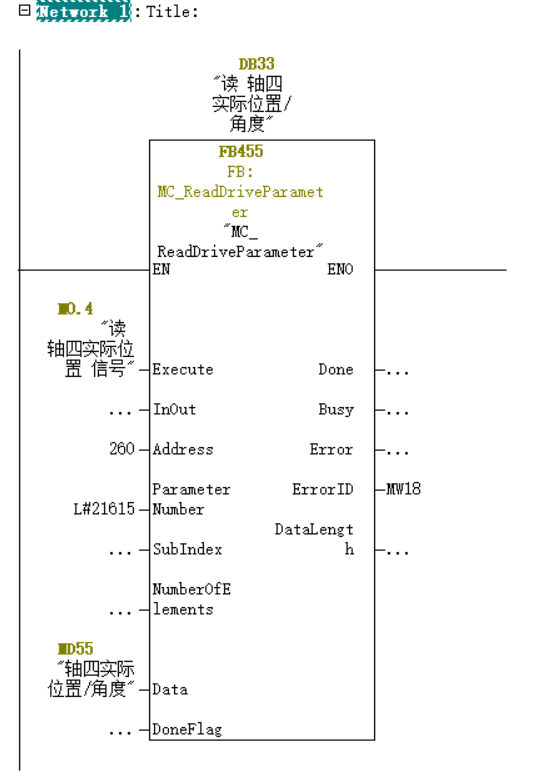 Network 1: Title:
DB33
"读 轴四
实际位置/
角度"
FB455
FB:
MC_ReadDriveParamet
er
"MC_
ReadDriveParameter"
EN ENO
M0.4
"读
轴四实际位
置 信号"
Execute Done ...
... InOut Busy ...
260 Address Error ...
Parameter ErrorID MW18
L#21615 Number
DataLengt
... SubIndex h ...
NumberOfE
... lements
MD55
"轴四实际
位置/角度" Data
... DoneFlag